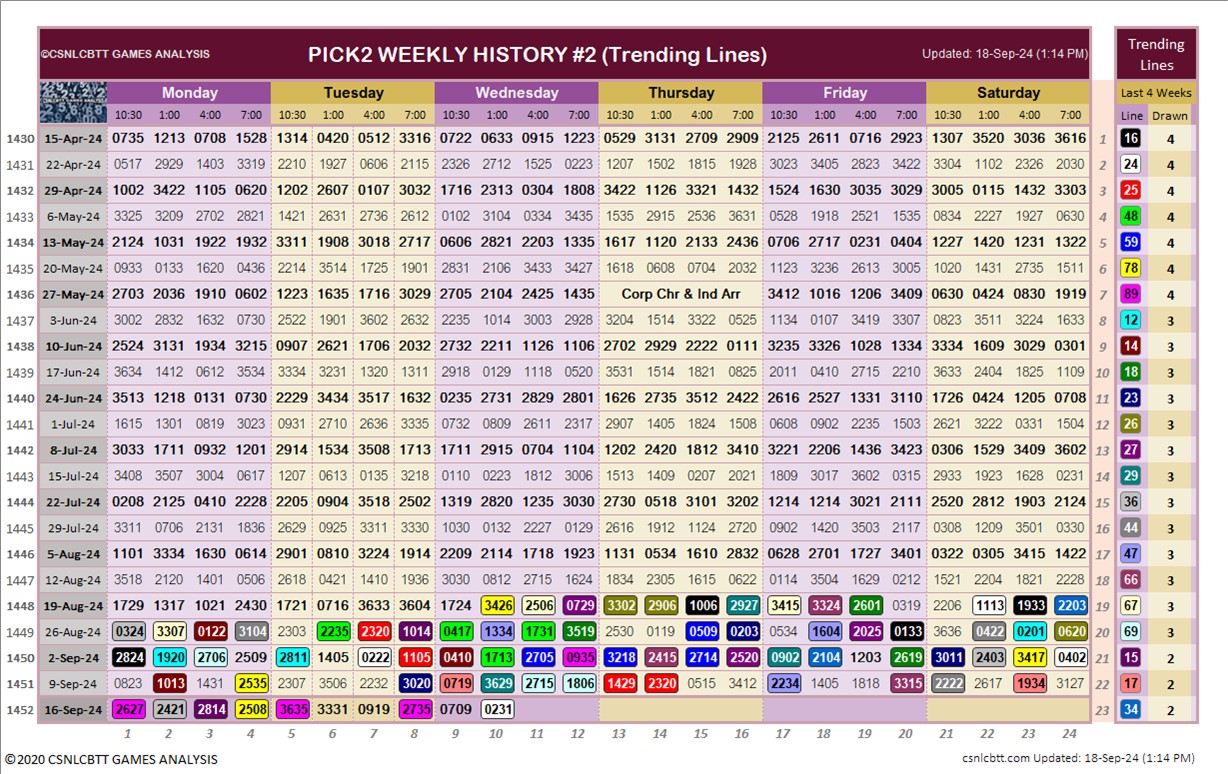 ©CSNLCBTT GAMES ANALYSIS PICK2 WEEKLY HISTORY #2 (Trending Lines) Updated: 18-Sep-24 (1:14 PM)
Trending
Lines
Monday Tuesday Wednesday Thursday Friday Saturday Last 4 Weeks
10:30 1:00 4:00 7:00 10:30 1:00 4:00 7:00 10:30 1:00 4:00 7:00 10:30 1:00 4:00 7:00 10:30 1:00 4:00 7:00 10:30 1:00 4:00 7:00 Line Drawn
1430 15-Apr-24 0735 1213 0708 1528 1314 0420 0512 3316 0722 0633 0915 1223 0529 3131 2709 2909 2125 2611 0716 2923 1307 3520 3036 3616 1 16 4
1431 22-Apr-24 0517 2929 1403 3319 2210 1927 0606 2115 2326 2712 1525 0223 1207 1502 1815 1928 3023 3405 2823 3422 3304 1102 2326 2030 2 24 4
1432 29-Apr-24 1002 3422 1105 0620 1202 2607 0107 3032 1716 2313 0304 1808 3422 1126 3321 1432 1524 1630 3035 3029 3005 0115 1432 3303 3 25 4
1433 6-May-24 3325 3209 2702 2821 1421 2631 2736 2612 0102 3104 0334 3435 1535 2915 2536 3631 0528 1918 2521 1535 0834 2227 1927 0630 4 48 4
1434 13-May-24 2124 1031 1922 1932 3311 1908 3018 2717 0606 2821 2203 1335 1617 1120 2133 2436 0706 2717 0231 0404 1227 1420 1231 1322 5 59 4
1435 20-May-24 0933 0133 1620 0436 2214 3514 1725 1901 2831 2106 3433 3427 1618 0608 0704 2032 1123 3236 2613 3005 1020 1431 2735 1511 6 78 4
1436 27-May-24 2703 2036 1910 0602 1223 1635 1716 3029 2705 2104 2425 1435 Corp Chr & Ind Arr 3412 1016 1206 3409 0630 0424 0830 1919 7 89 4
1437 3-Jun-24 3002 2832 1632 0730 2522 1901 3602 2632 2235 1014 3003 2928 3204 1514 3322 0525 1134 0107 3419 3307 0823 3511 3224 1633 8 12 3
1438 10-Jun-24 2524 3131 1934 3215 0907 2621 1706 2032 2732 2211 1126 1106 2702 2929 2222 0111 3235 3326 1028 1334 3334 1609 3029 0301 9 14 3
1439 17-Jun-24 3634 1412 0612 3534 3334 3231 1320 1311 2918 0129 1118 0520 3531 1514 1821 0825 2011 0410 2715 2210 3633 2404 1825 1109 10 18 3
1440 24-Jun-24 3513 1218 0131 0730 2229 3434 3517 1632 0235 2731 2829 2801 1626 2735 3512 2422 2616 2527 1331 3110 1726 0424 1205 0708 11 23 3
1441 1-Jul-24 1615 1301 0819 3023 0931 2710 2636 3335 0732 0809 2611 2317 2907 1405 1824 1508 0608 0902 2235 1503 2621 3222 0331 1504 12 26 3
1442 8-Jul-24 3033 1711 0932 1201 2914 1534 3508 1713 1711 2915 0704 1104 1202 2420 1812 3410 3221 2206 1436 3423 0306 1529 3409 3602 13 27 3
1443 15-Jul-24 3408 3507 3004 0617 1207 0613 0135 3213 0110 0223 1812 3006 1513 1409 0207 2021 1809 3017 3602 0315 2933 1923 1628 0231 14 29 3
1444 22-Jul-24 0208 2125 0410 2228 2205 0904 3518 2502 1319 2820 1235 3030 2730 0518 3101 3202 1214 1214 3021 2111 2520 2812 1903 2124 15 36 3
1445 29-Jul-24 3311 0706 2131 1836 2629 0925 3311 3330 1030 0132 2227 0129 2616 1912 1124 2720 0902 1420 3503 2117 0308 1209 3501 0330 16 44 3
1446 5-Aug-24 1101 3334 1630 0614 2901 0810 3224 1914 2209 2114 1718 1923 1131 0534 1610 2832 0628 2701 1727 3401 0322 0305 3415 1422 17 47 3
1447 12-Aug-24 3518 2120 1401 0506 2618 0421 1410 1936 3030 0812 2715 1624 1834 2305 1615 0622 0114 3504 1629 0212 1521 2204 1821 2228 18 66 3
1448 19-Aug-24 1729 1317 1021 2430 1721 0716 3633 3604 1724 3426 2506 0729 3302 2906 1006 2927 3415 3324 2601 0319 2206 1113 1933 2203 19 67 3
1449 26-Aug-24 0324 3307 0122 3104 2303 2235 2320 1014 0417 1334 1731 3519 2530 0119 0509 0203 0534 1604 2025 0133 3636 0422 0201 0620 20 69 3
1450 2-Sep-24 2824 1920 2706 2509 2811 1405 0222 1105 0410 1713 2705 0935 3218 2415 2714 2520 0902 2104 1203 2619 3011 2403 3417 0402 21 15 2
1451 9-Sep-24 0823 1013 1431 2535 2307 3506 2232 3020 0719 3629 2715 1806 1429 2320 0515 3412 2234 1405 1818 3315 2222 2617 1934 3127 22 17 2
1452 16-Sep-24 2627 2421 2814 2508 3635 3331 0919 2735 0709 0231 23 34 2
1 2 3 4 5 6 7 8 9 10 11 12 13 14 15 16 17 18 19 20 21 22 23 24
©2020 CSNLCBTT GAMES ANALYSIS csnlcbtt.com Updated: 18-Sep-24 (1:14 PM)